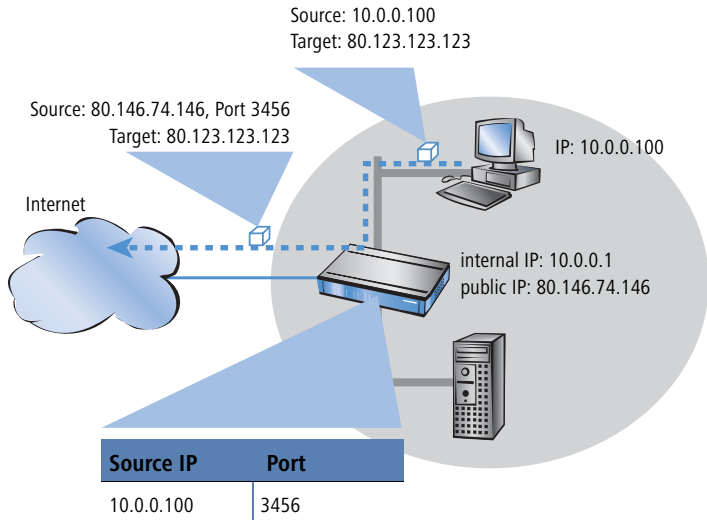 Source: 10.0.0.100
Target: 80.123.123.123
Source: 80.146.74.146, Port 3456
Target: 80.123.123.123
IP: 10.0.0.100
Internet
internal IP: 10.0.0.1
public IP: 80.146.74.146
Source IP Port
10.0.0.100 3456